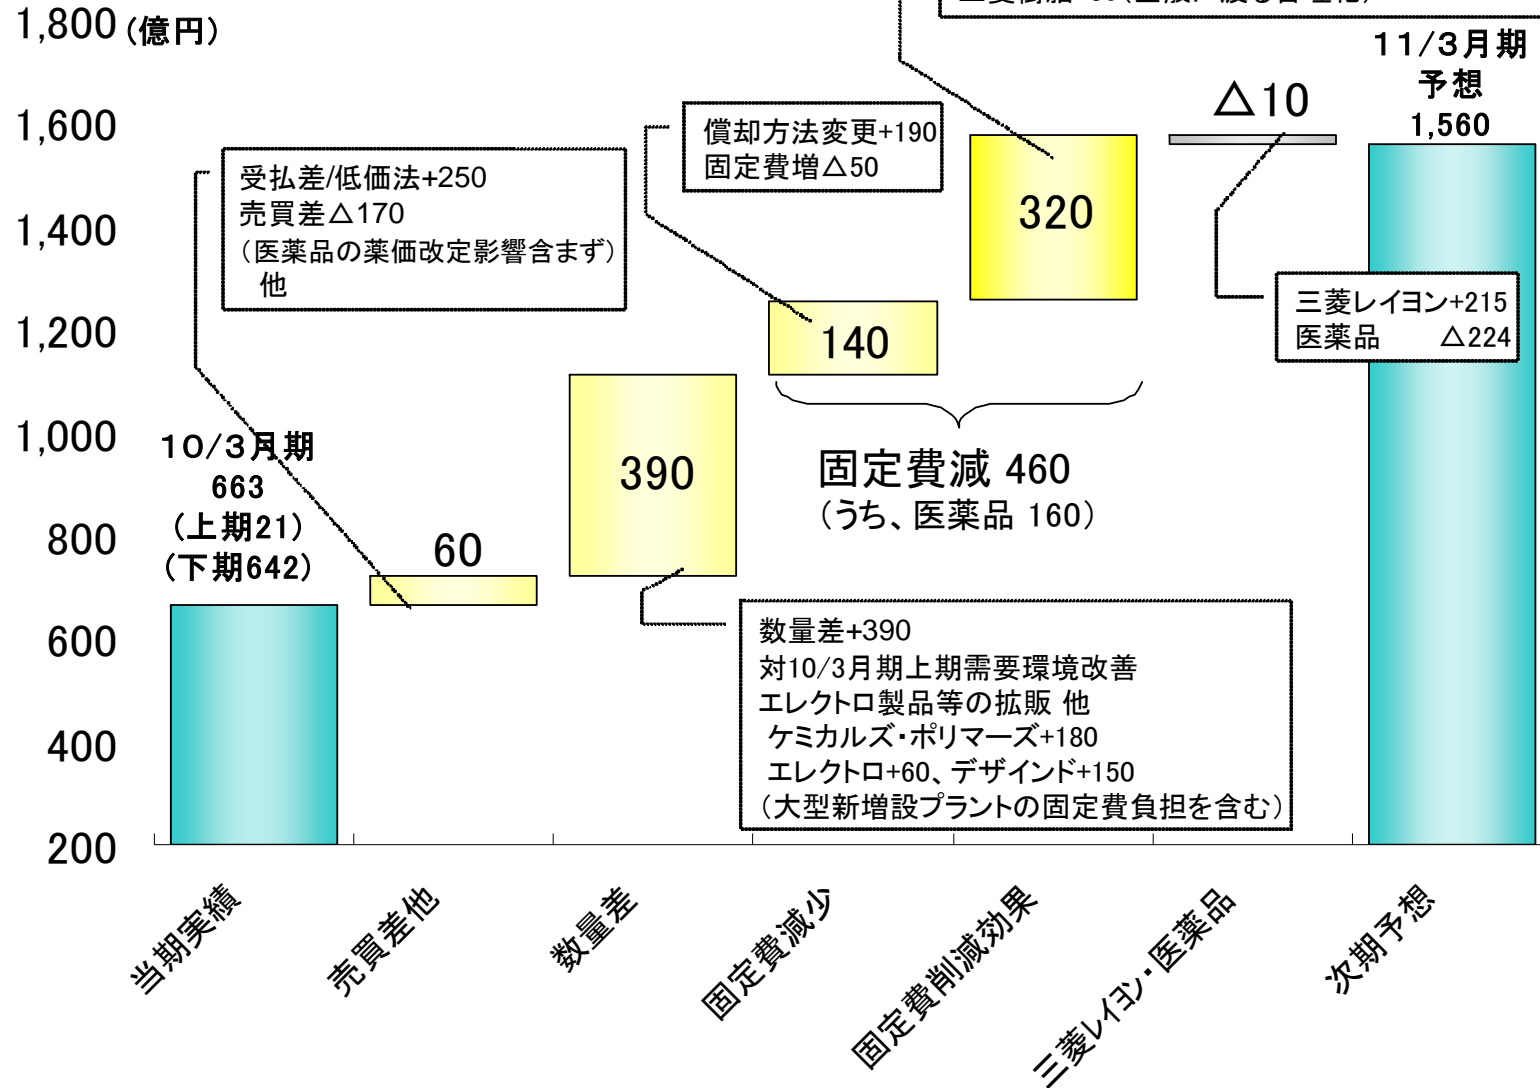 1,800 (億円)
1,600
1,400
1,200
1,000
800
600
400
200
10/3月期
663
(上期21)
(下期642)
受払差/低価法+250
売買差△170
(医薬品の薬価改定影響含まず)
他
60
390
数量差+390
対10/3月期上期需要環境改善
エレクトロ製品等の拡販 他
ケミカルズ・ポリマーズ+180
エレクトロ+60、デザインド+150
(大型新増設プラントの固定費負担を含む)
償却方法変更+190
固定費増△50
140
320
固定費減 460
(うち、医薬品 160)
△10
三菱レイヨン+215
医薬品 △224
11/3月期
予想
1,560
当期実績
売買差他
数量差
固定費減少
固定費削減効果
三菱レイヨン・医薬品
次期予想